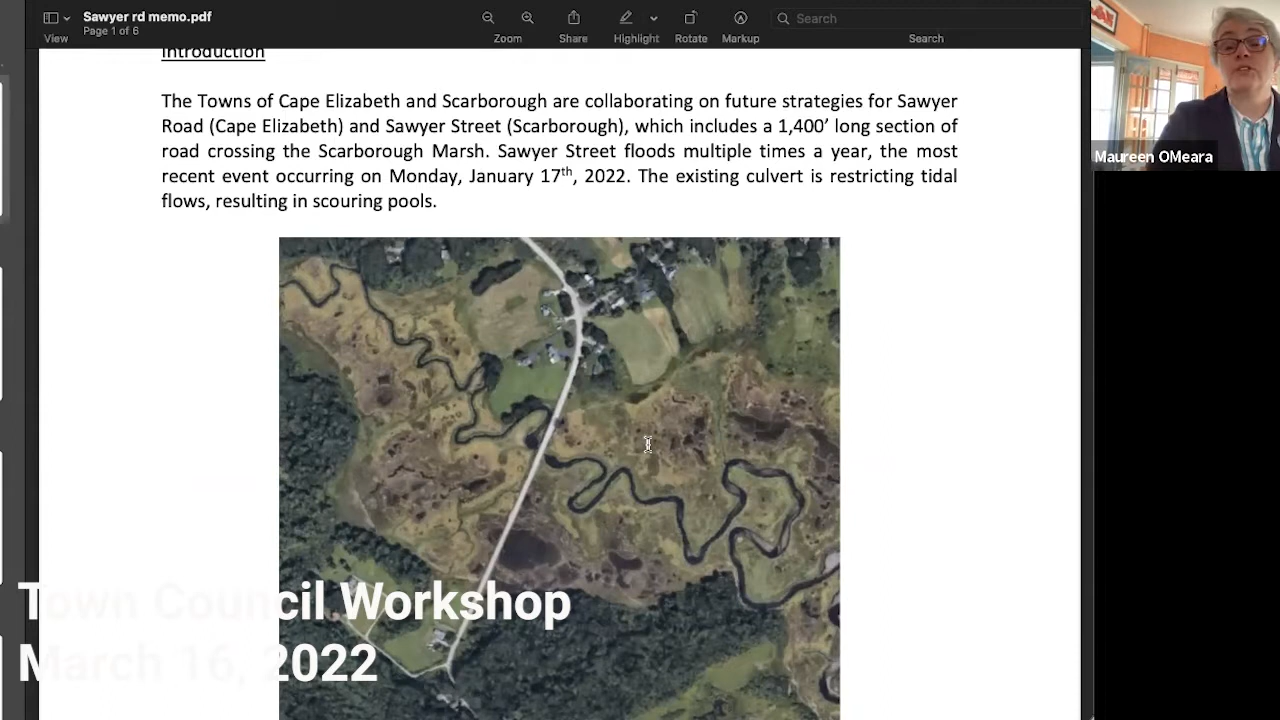 Sawyer rd memo.pdf
Page 1 of 6
View
Zoom
Share
Highlight
Rotate
Markup
Search
Search
Introduction
The Towns of Cape Elizabeth and Scarborough are collaborating on future strategies for Sawyer
Road (Cape Elizabeth) and Sawyer Street (Scarborough), which includes a 1,400’ long section of
road crossing the Scarborough Marsh. Sawyer Street floods multiple times a year, the most
recent event occurring on Monday, January 17th, 2022. The existing culvert is restricting tidal
flows, resulting in scouring pools.
Maureen OMeara
Town Council Workshop
March 16, 2022